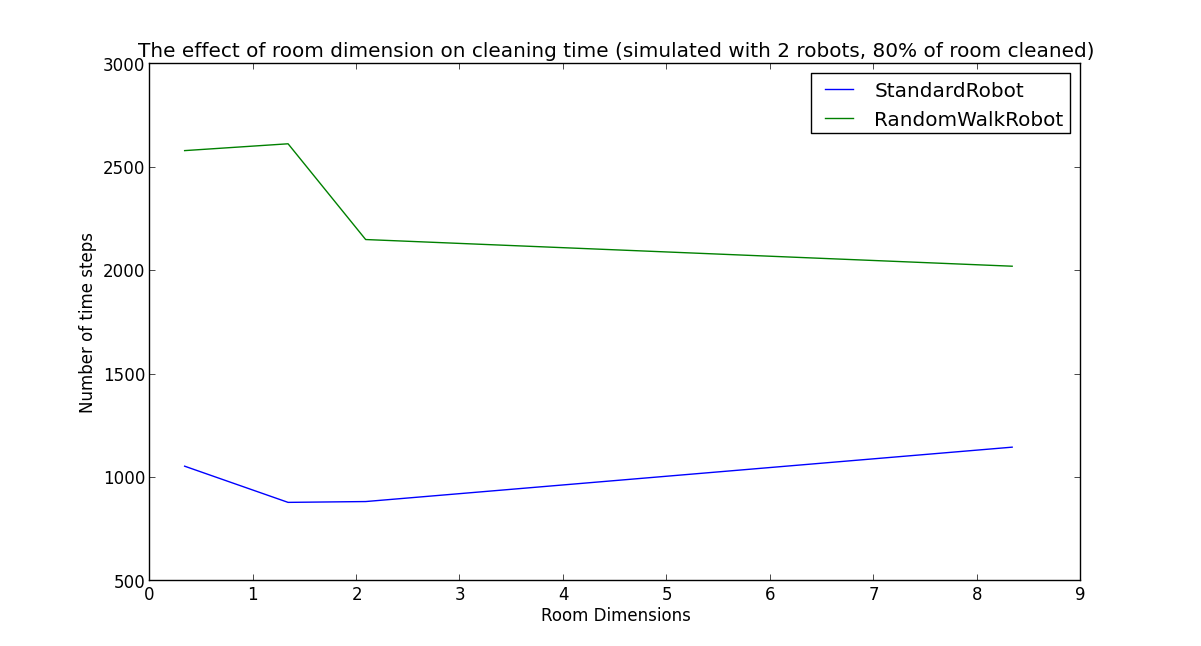 The effect of room dimension on cleaning time (simulated with 2 robots, 80% of room cleaned)
3000
2500
2000
1500
1000
500
Number of time steps
StandardRobot
RandomWalkRobot
0 1 2 3 4 5 6 7 8 9
Room Dimensions